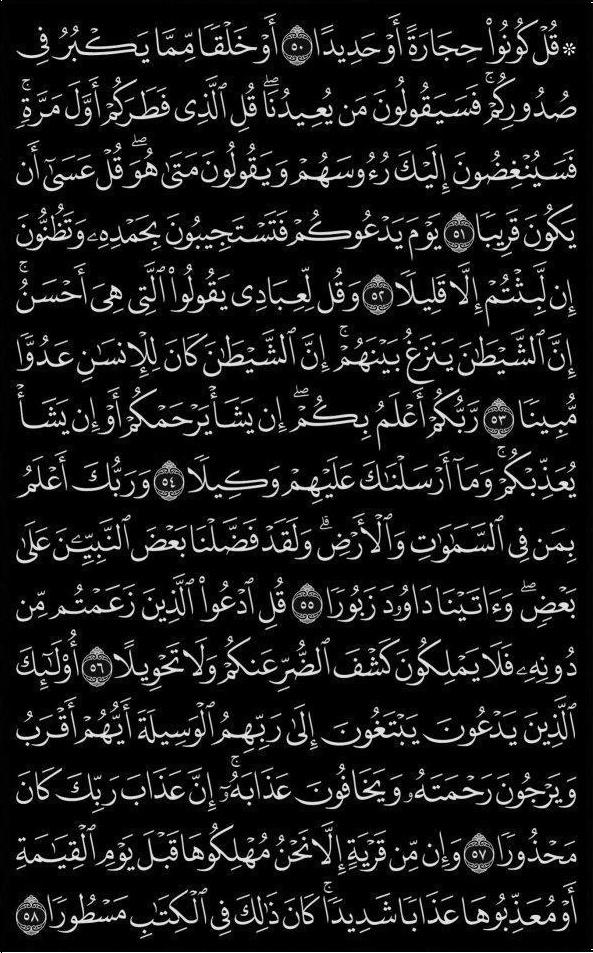 ۞ قُلْ كُونُوا۟ حِجَارَةً أَوْ حَدِيدًا ٥٠ أَوْ خَلْقًا مِّمَّا يَكْبُرُ فِى
صُدُورِكُمْ ۚ فَسَيَقُولُونَ مَن يُعِيدُنَا ۖ قُلِ ٱلَّذِى فَطَرَكُمْ أَوَّلَ مَرَّةٍ ۚ
فَسَيُنْغِضُونَ إِلَيْكَ رُءُوسَهُمْ وَيَقُولُونَ مَتَىٰ هُوَ ۖ قُلْ عَسَىٰٓ أَن
يَكُونَ قَرِيبًا ٥١ يَوْمَ يَدْعُوكُمْ فَتَسْتَجِيبُونَ بِحَمْدِهِۦ وَتَظُنُّونَ
إِن لَّبِثْتُمْ إِلَّا قَلِيلًا ٥٢ وَقُل لِّعِبَادِى يَقُولُوا۟ ٱلَّتِى هِىَ أَحْسَنُ ۚ
إِنَّ ٱلشَّيْطَٰنَ يَنزَغُ بَيْنَهُمْ ۚ إِنَّ ٱلشَّيْطَٰنَ كَانَ لِلْإِنسَٰنِ عَدُوًّا
مُّبِينًا ٥٣ رَّبُّكُمْ أَعْلَمُ بِكُمْ ۖ إِن يَشَأْ يَرْحَمْكُمْ أَوْ إِن يَشَأْ
يُعَذِّبْكُمْ ۚ وَمَآ أَرْسَلْنَٰكَ عَلَيْهِمْ وَكِيلًا ٥٤ وَرَبُّكَ أَعْلَمُ
بِمَن فِى ٱلسَّمَٰوَٰتِ وَٱلْأَرْضِ ۗ وَلَقَدْ فَضَّلْنَا بَعْضَ ٱلنَّبِيِّۦنَ عَلَىٰ
بَعْضٍ ۖ وَءَاتَيْنَا دَاوُۥدَ زَبُورًا ٥٥ قُلِ ٱدْعُوا۟ ٱلَّذِينَ زَعَمْتُم مِّن
دُونِهِۦ فَلَا يَمْلِكُونَ كَشْفَ ٱلضُّرِّ عَنكُمْ وَلَا تَحْوِيلًا ٥٦ أُو۟لَٰٓئِكَ
ٱلَّذِينَ يَدْعُونَ يَبْتَغُونَ إِلَىٰ رَبِّهِمُ ٱلْوَسِيلَةَ أَيُّهُمْ أَقْرَبُ
وَيَرْجُونَ رَحْمَتَهُۥ وَيَخَافُونَ عَذَابَهُۥٓ ۚ إِنَّ عَذَابَ رَبِّكَ كَانَ
مَحْذُورًا ٥٧ وَإِن مِّن قَرْيَةٍ إِلَّا نَحْنُ مُهْلِكُوهَا قَبْلَ يَوْمِ ٱلْقِيَٰمَةِ
أَوْ مُعَذِّبُوهَا عَذَابًا شَدِيدًا ۚ كَانَ ذَٰلِكَ فِى ٱلْكِتَٰبِ مَسْطُورًا ٥٨